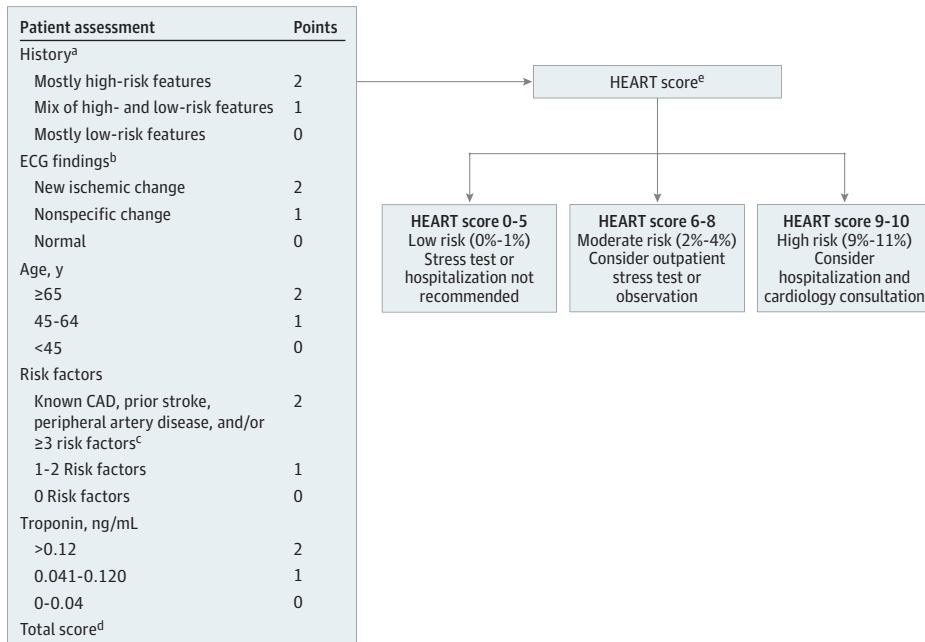 Patient assessment Points
Historyᵃ
Mostly high-risk features 2
Mix of high- and low-risk features 1
Mostly low-risk features 0
ECG findingsᵇ
New ischemic change 2
Nonspecific change 1
Normal 0
Age, y
≥65 2
45-64 1
<45 0
Risk factors
Known CAD, prior stroke, 2
peripheral artery disease, and/or
≥3 risk factorsᶜ
1-2 Risk factors 1
0 Risk factors 0
Troponin, ng/mL
>0.12 2
0.041-0.120 1
0-0.04 0
Total scoreᵈ
HEART scoreᵉ
HEART score 0-5
Low risk (0%-1%)
Stress test or
hospitalization not
recommended
HEART score 6-8
Moderate risk (2%-4%)
Consider outpatient
stress test or
observation
HEART score 9-10
High risk (9%-11%)
Consider
hospitalization and
cardiology consultation